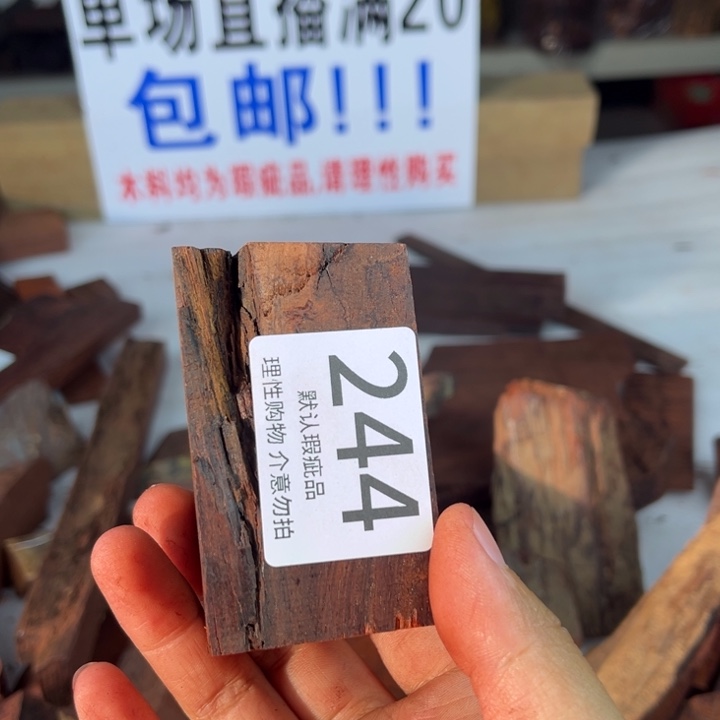 单场直播满20
包邮!!!
木料均为瑕疵品,请理性购买
244
默认瑕疵品
理性购物 介意勿拍